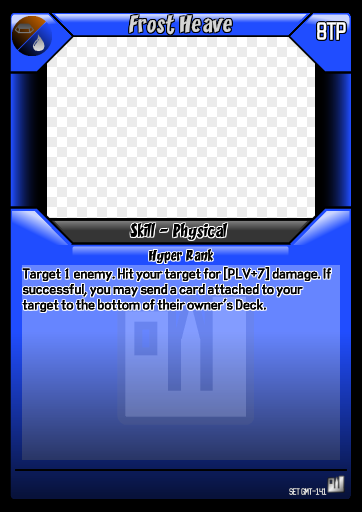 Frost Heave
8TP
Skill - Physical
Hyper Rank
Target 1 enemy. Hit your target for [PLV+7] damage. If
successful, you may send a card attached to your
target to the bottom of their owner's Deck.
SET GMT-141